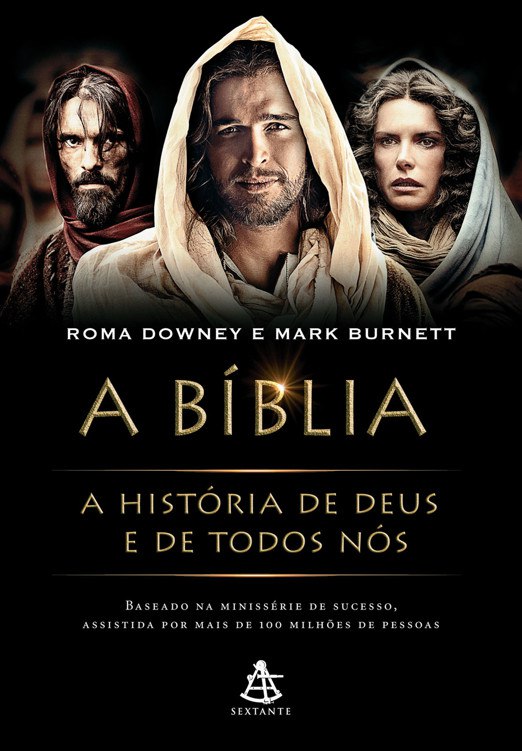 ROMA DOWNEY E MARK BURNETT
A BÍBLIA
A HISTÓRIA DE DEUS
E DE TODOS NÓS
BASEADO NA MINISSÉRIE DE SUCESSO,
ASSISTIDA POR MAIS DE 100 MILHÕES DE PESSOAS
SEXTANTE